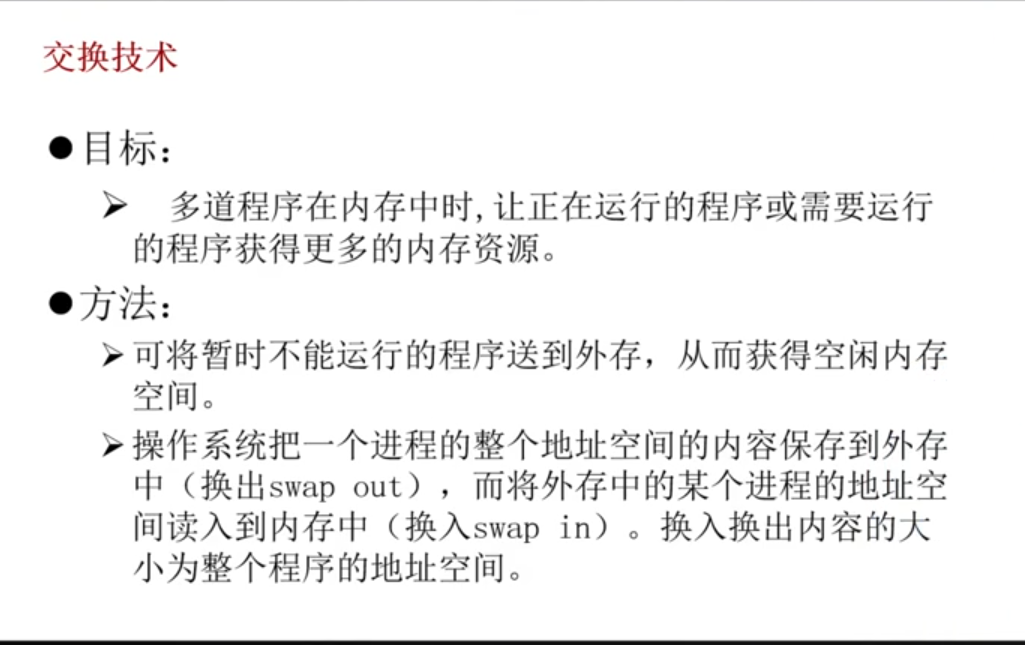 交换技术
●目标：
➢ 多道程序在内存中时,让正在运行的程序或需要运行
的程序获得更多的内存资源。
●方法：
➢可将暂时不能运行的程序送到外存，从而获得空闲内存
空间。
➢操作系统把一个进程的整个地址空间的内容保存到外存
中（换出swap out），而将外存中的某个进程的地址空
间读入到内存中（换入swap in）。换入换出内容的大
小为整个程序的地址空间。